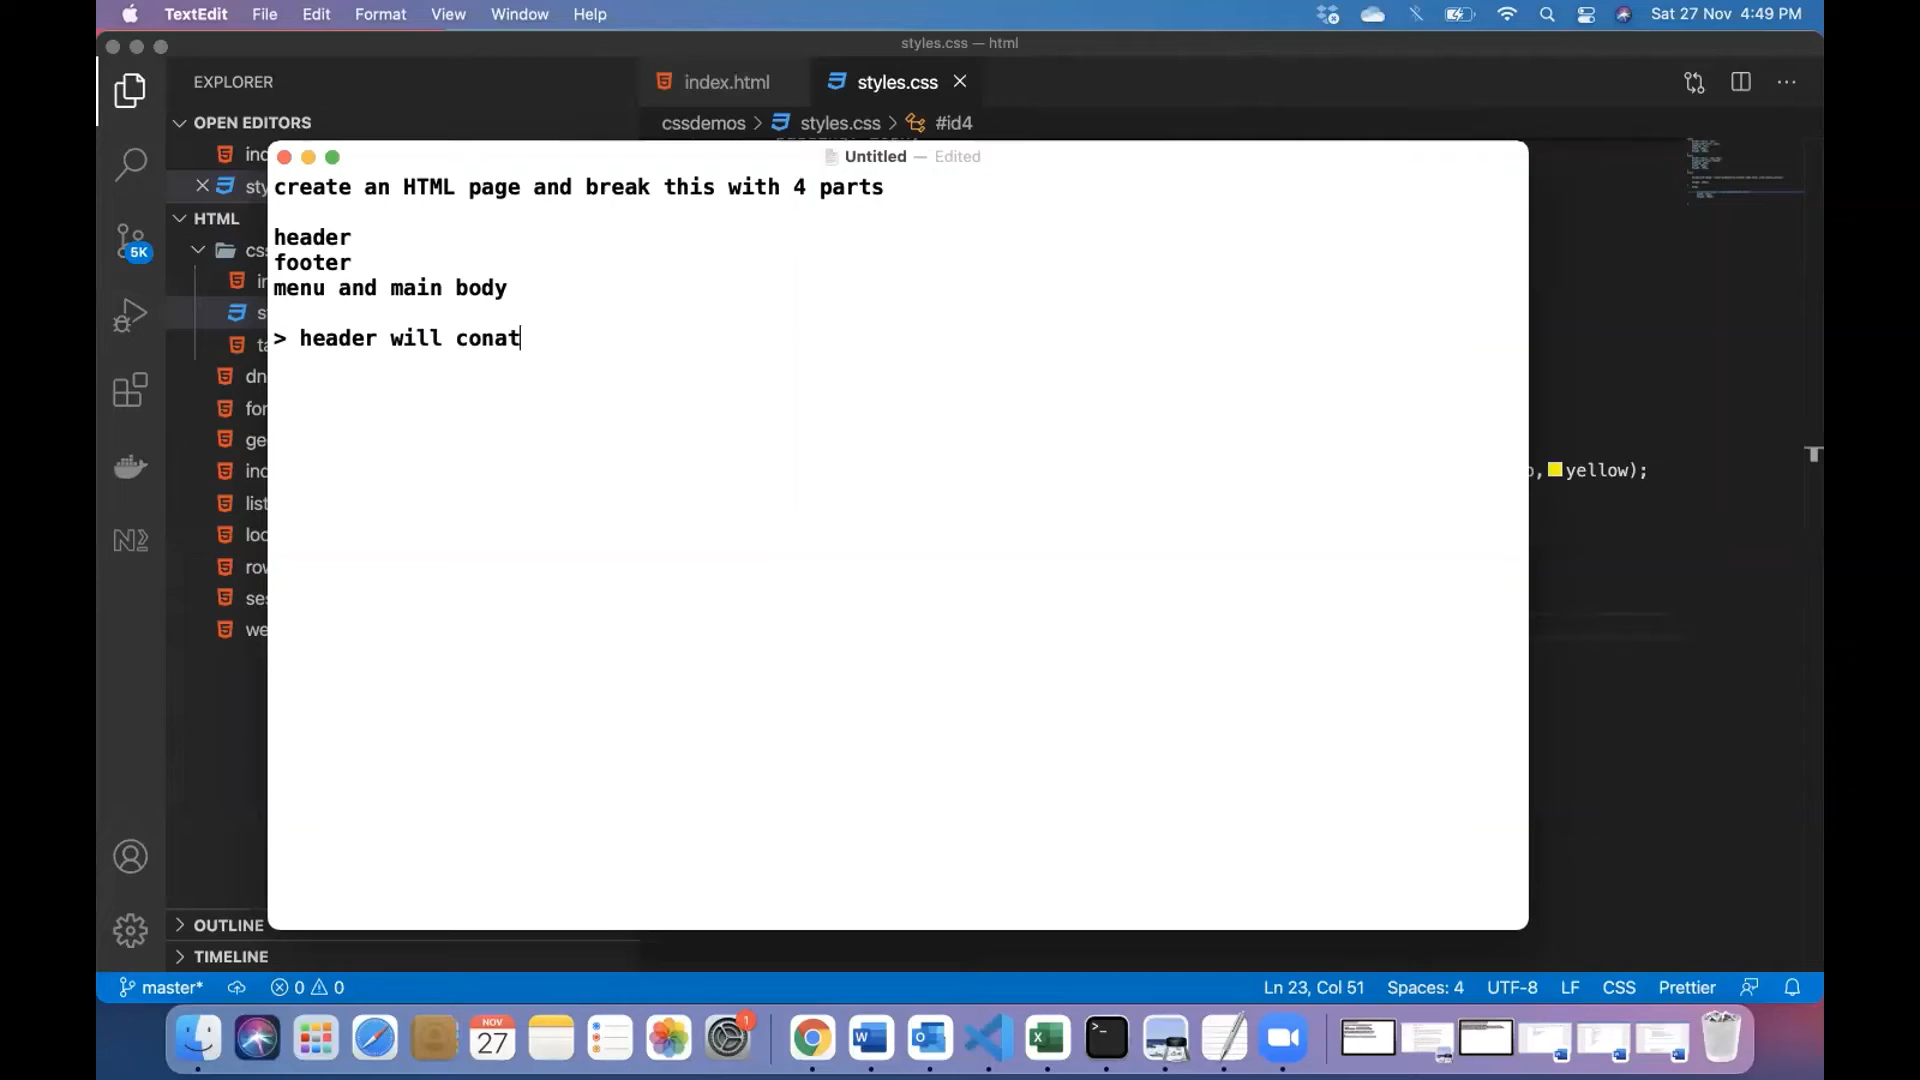 TextEdit File Edit Format View Window Help Sat 27 Nov 4:49 PM
styles.css — html
EXPLORER
index.html styles.css
OPEN EDITORS
cssdemos > styles.css > #id4
Untitled — Edited
create an HTML page and break this with 4 parts
HTML
header
footer
menu and main body
> header will conat
5K
yellow);
OUTLINE
TIMELINE
master* 0 0 Ln 23, Col 51 Spaces: 4 UTF-8 LF CSS Prettier
NOV
27
1